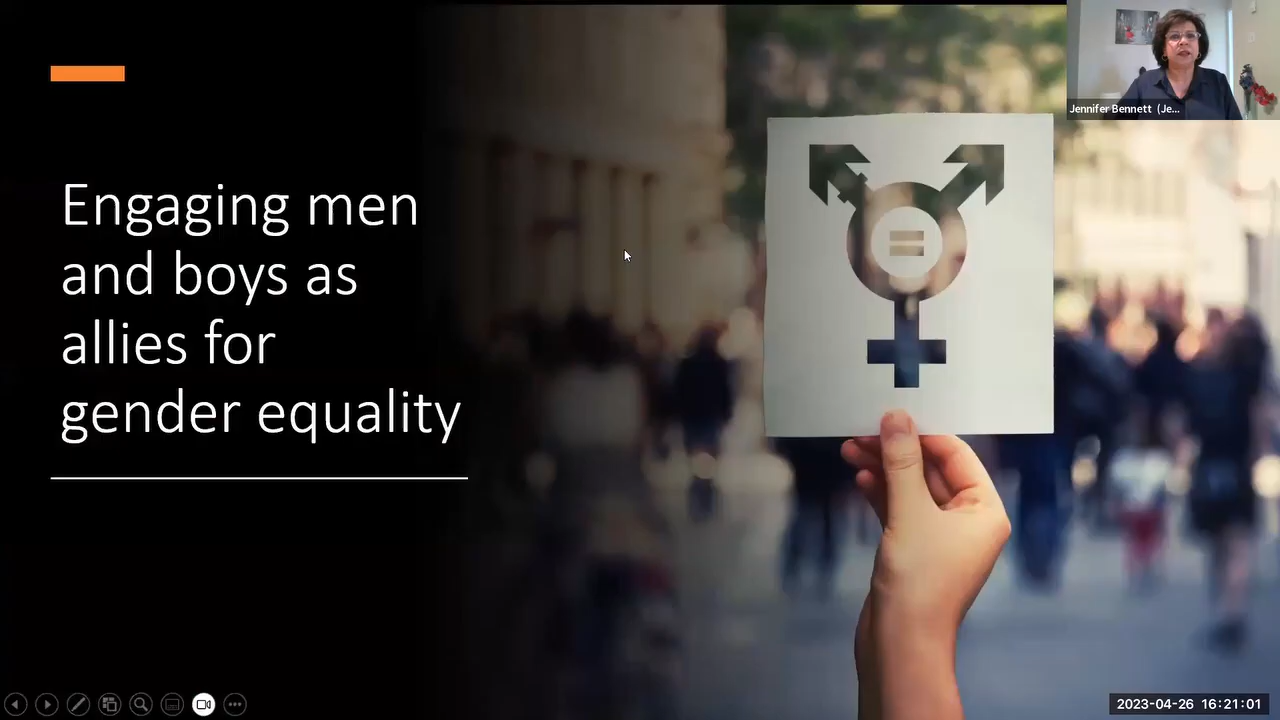 Engaging men
and boys as
allies for
gender equality
Jennifer Bennett (Je...
2023-04-26 16:21:01